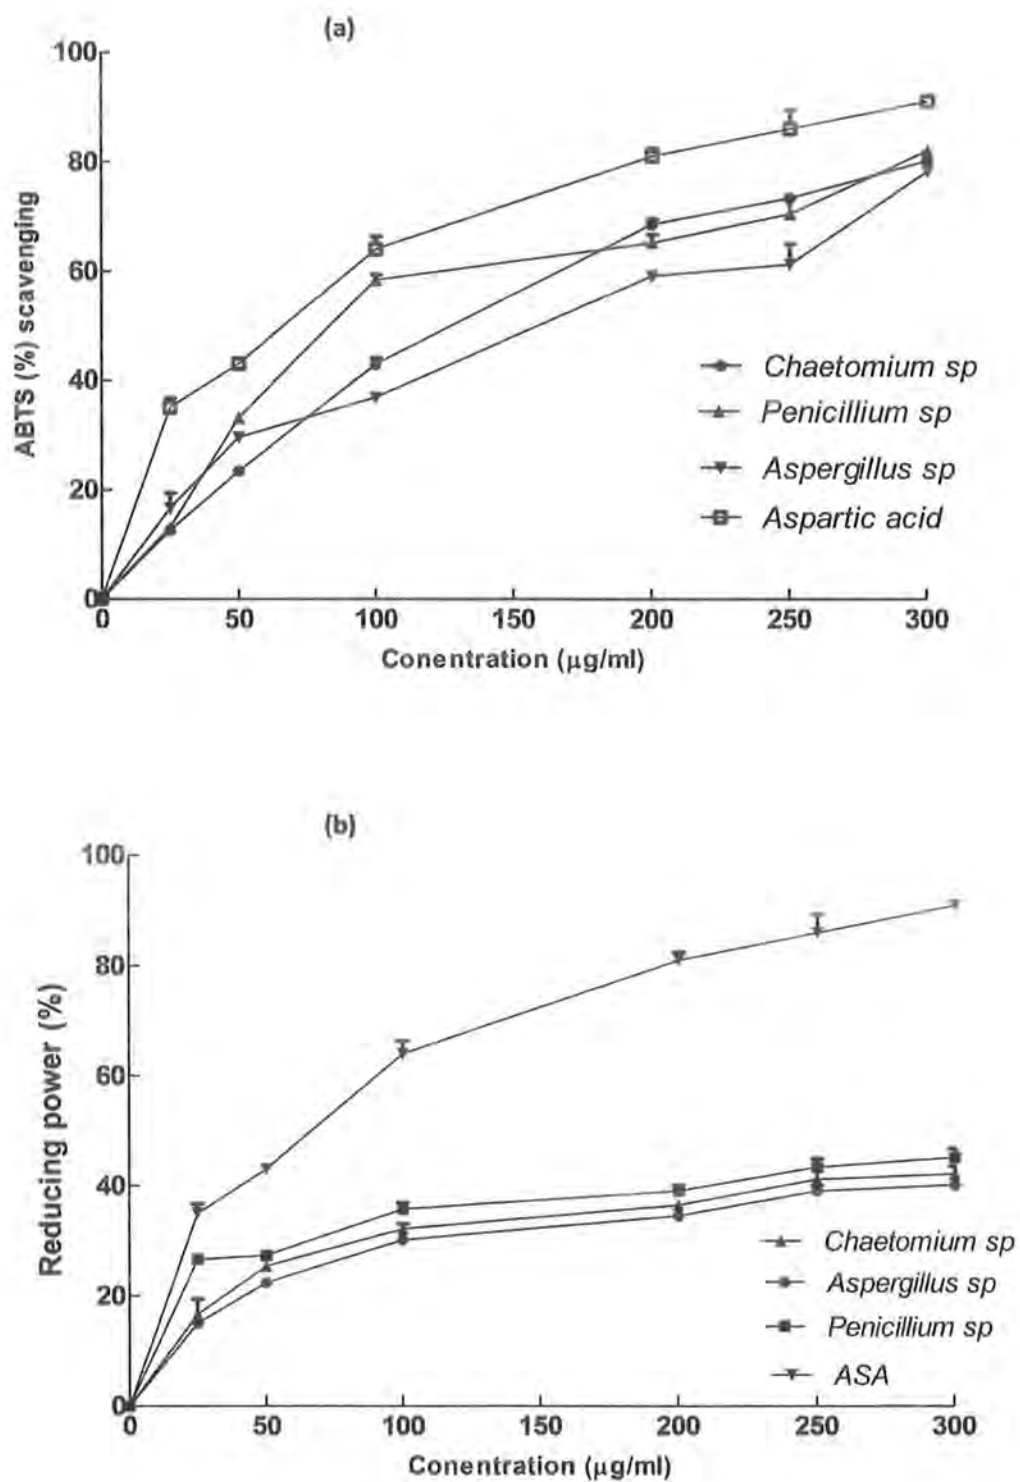 (a)
100
80
60
40
20
0
ABTS (%) scavenging
Chaetomium sp
Penicillium sp
Aspergillus sp
Aspartic acid
0 50 100 150 200 250 300
Conentration (μg/ml)
(b)
100
80
60
40
20
0
Reducing power (%)
Chaetomium sp
Aspergillus sp
Penicillium sp
ASA
0 50 100 150 200 250 300
Conentration (μg/ml)